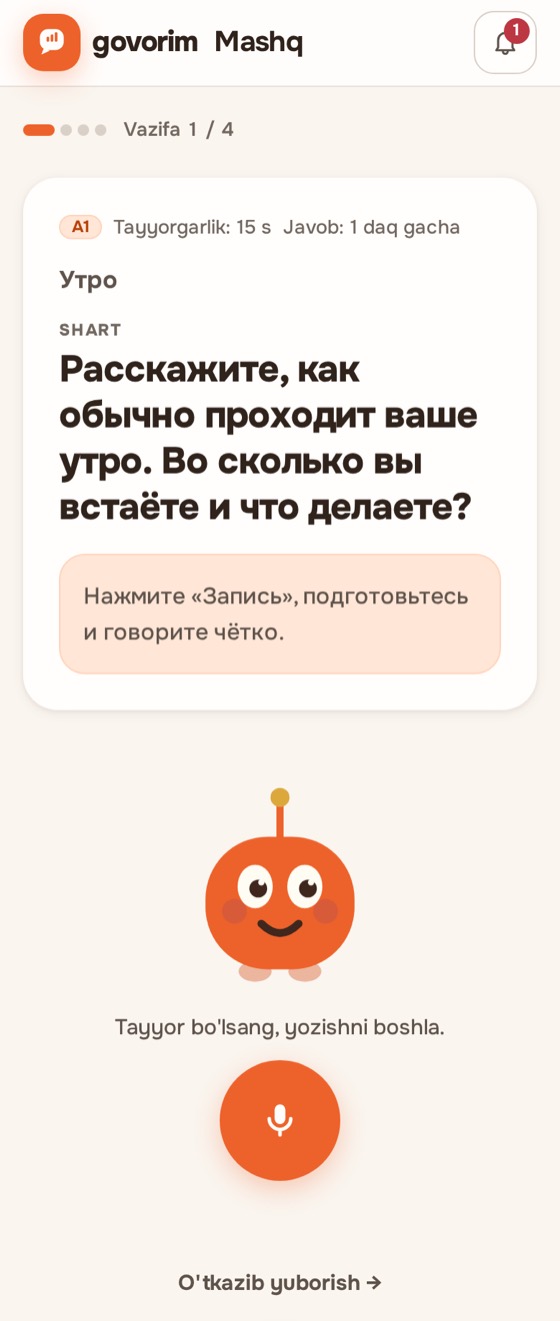 govorim Mashq
1
Vazifa 1 / 4
A1 Tayyorgarlik: 15 s Javob: 1 daq gacha
Утро
SHART
Расскажите, как
обычно проходит ваше
утро. Во сколько вы
встаёте и что делаете?
Нажмите «Запись», подготовьтесь
и говорите чётко.
Tayyor bo'lsang, yozishni boshla.
O'tkazib yuborish →